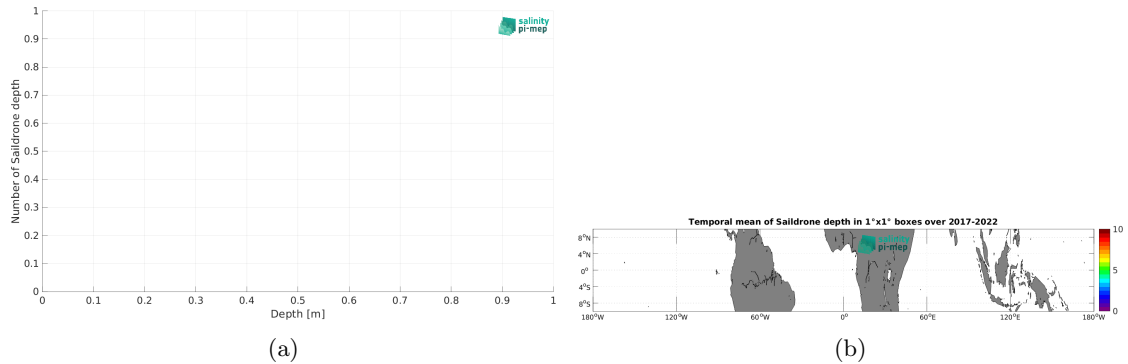 1
0.9
0.8
0.7
0.6
0.5
0.4
0.3
0.2
0.1
0
Number of Saildrone depth
0 0.1 0.2 0.3 0.4 0.5 0.6 0.7 0.8 0.9 1
Depth [m]
salinity
pi-mep
(a)
Temporal mean of Saildrone depth in 1°x1° boxes over 2017-2022
salinity
pi-mep
8°N
4°N
0°
4°S
8°S
180°W 120°W 60°W 0° 60°E 120°E 180°W
10
5
0
(b)